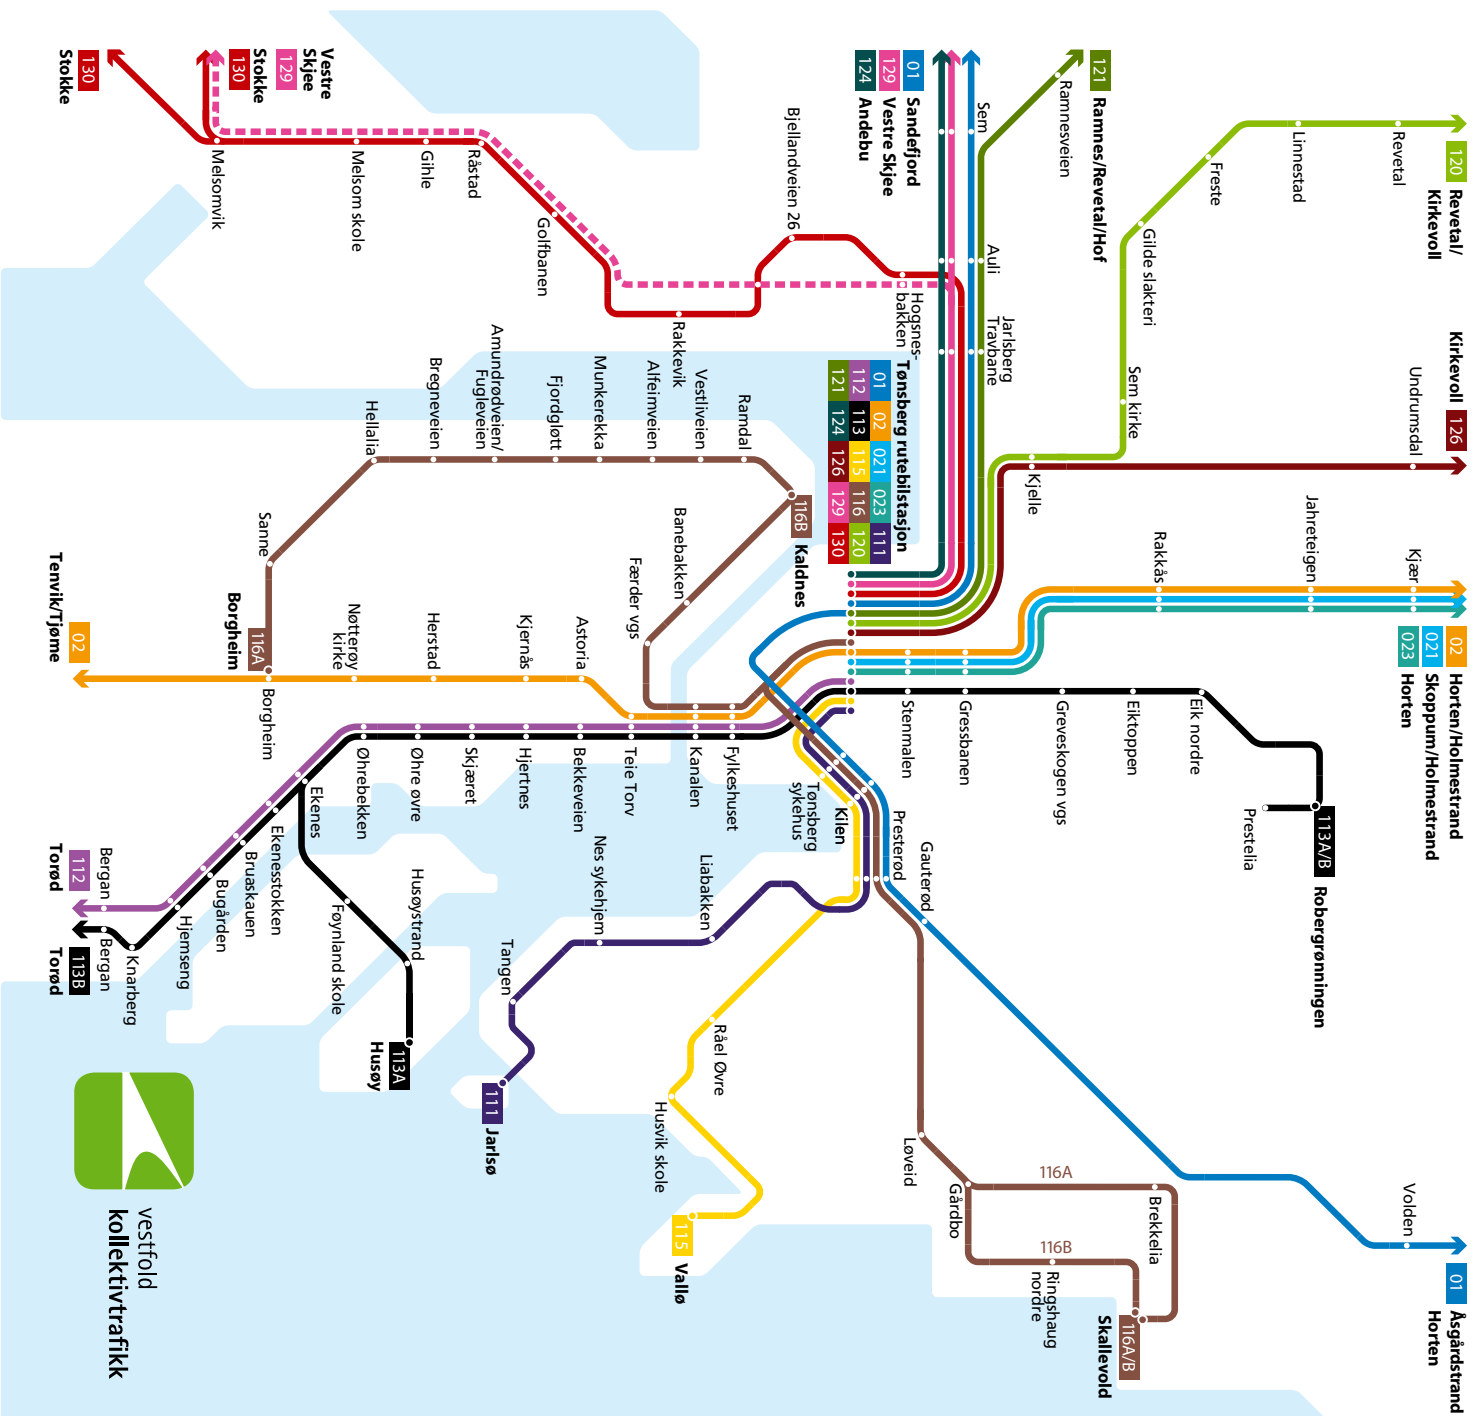 130
Stokke
Vestre
Skjee
129
130
Stokke
01
129
124
Sandefjord
Vestre Skjee
Andebu
121
Ramnes/Revetal/Hof
120
Revetal/
Kirkevoll
Kirkevoll
126
Melsomvik
Melsom skole
Gihle
Råstad
Golfbanen
Rakkevik
Bjellandveien 26
Hogsnes-
bakken
Sem
Auli
Jarlsberg
Travbane
Ramnesveien
Revetal
Linnestad
Freste
Gilde slakteri
Sem kirke
Kjelle
Undrumsdal
Tønsberg rutebilstasjon
01
02
021
023
111
112
113
115
116
120
121
124
126
129
130
Ramdal
Vestliveien
Alfeimveien
Munkerekka
Fjordgløtt
Amundrødveien/
Fugleveien
Bregneveien
Hellalia
Sanne
Borgheim
116A
116B
Kaldnes
Banebakken
Færder vgs
Tenvik/Tjøme
02
Borgheim
Nøtterøy
kirke
Herstad
Kjernås
Astoria
Jahreteigen
Kjær
Rakkås
02
021
023
Horten/Holmestrand
Skoppum/Holmestrand
Horten
Stenmalen
Gressbanen
Greveskogen vgs
Eiktoppen
Eik nordre
Prestelia
113A/B
Robergrønningen
Fylkeshuset
Kanalen
Teie Torv
Bekkeveien
Hjertnes
Skjæret
Øhre øvre
Øhrebekken
Ekenes
Ekenesstokken
Bruaskauen
Bugården
Hjemseng
Knarberg
Bergan
Torød
112
Bergan
Torød
113B
Føynland skole
Husøystrand
113A
Husøy
Tønsberg
sykehus
Kilen
Presterød
Gauterød
Liabakken
Nes sykehjem
Tangen
111
Jarlsø
Råel Øvre
Husvik skole
115
Vallø
Løveid
Gårdbo
116A
Brekkelia
116B
Ringshaug
nordre
Skallevold
116A/B
Volden
01
Åsgårdstrand
Horten
vestfold
kollektivtrafikk